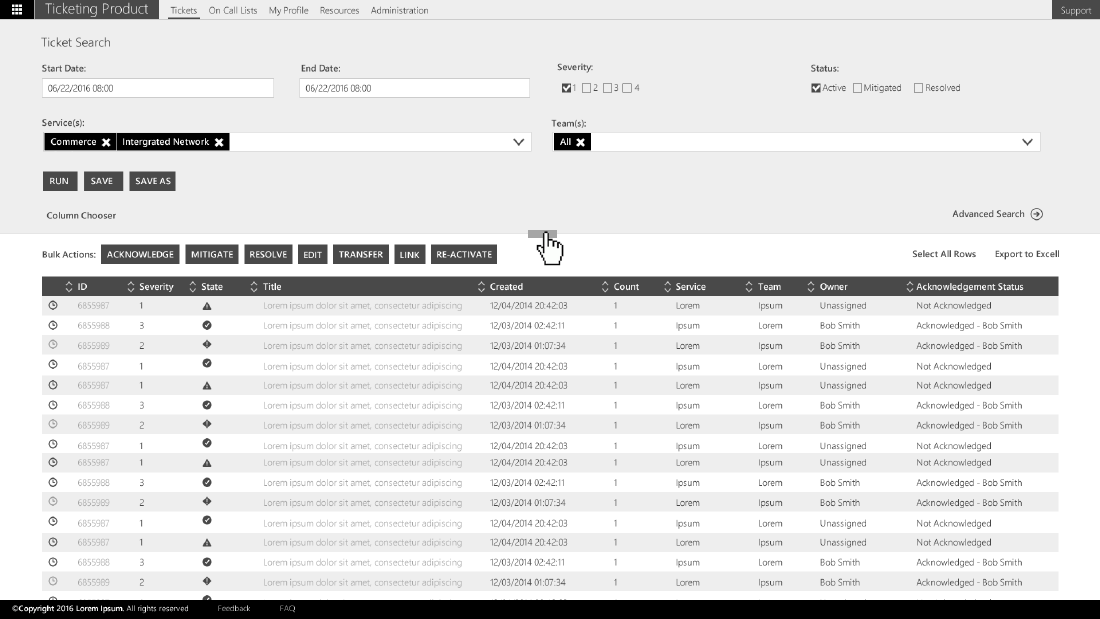 Ticketing Product Tickets On Call Lists My Profile Resources Administration Support
Ticket Search
Start Date: End Date: Severity: Status:
06/22/2016 08:00 06/22/2016 08:00 1 2 3 4 Active Mitigated Resolved
Service(s): Team(s):
Commerce Intergrated Network All
RUN SAVE SAVE AS
Column Chooser Advanced Search
Bulk Actions: ACKNOWLEDGE MITIGATE RESOLVE EDIT TRANSFER LINK RE-ACTIVATE Select All Rows Export to Excell
ID Severity State Title Created Count Service Team Owner Acknowledgement Status
6855987 1 Lorem ipsum dolor sit amet, consectetur adipiscing 12/04/2014 20:42:03 1 Lorem Ipsum Unassigned Not Acknowledged
6855988 3 Lorem ipsum dolor sit amet, consectetur adipiscing 12/03/2014 02:42:11 1 Ipsum Lorem Bob Smith Acknowledged - Bob Smith
6855989 2 Lorem ipsum dolor sit amet, consectetur adipiscing 12/03/2014 01:07:34 1 Lorem Ipsum Bob Smith Acknowledged - Bob Smith
6855987 1 Lorem ipsum dolor sit amet, consectetur adipiscing 12/04/2014 20:42:03 1 Ipsum Lorem Unassigned Not Acknowledged
6855987 1 Lorem ipsum dolor sit amet, consectetur adipiscing 12/04/2014 20:42:03 1 Lorem Ipsum Unassigned Not Acknowledged
6855988 3 Lorem ipsum dolor sit amet, consectetur adipiscing 12/03/2014 02:42:11 1 Ipsum Lorem Bob Smith Acknowledged - Bob Smith
6855989 2 Lorem ipsum dolor sit amet, consectetur adipiscing 12/03/2014 01:07:34 1 Lorem Ipsum Bob Smith Acknowledged - Bob Smith
6855987 1 Lorem ipsum dolor sit amet, consectetur adipiscing 12/04/2014 20:42:03 1 Ipsum Lorem Unassigned Not Acknowledged
6855987 1 Lorem ipsum dolor sit amet, consectetur adipiscing 12/04/2014 20:42:03 1 Lorem Ipsum Unassigned Not Acknowledged
6855988 3 Lorem ipsum dolor sit amet, consectetur adipiscing 12/03/2014 02:42:11 1 Ipsum Lorem Bob Smith Acknowledged - Bob Smith
6855989 2 Lorem ipsum dolor sit amet, consectetur adipiscing 12/03/2014 01:07:34 1 Lorem Ipsum Bob Smith Acknowledged - Bob Smith
6855987 1 Lorem ipsum dolor sit amet, consectetur adipiscing 12/04/2014 20:42:03 1 Ipsum Lorem Unassigned Not Acknowledged
6855987 1 Lorem ipsum dolor sit amet, consectetur adipiscing 12/04/2014 20:42:03 1 Lorem Ipsum Unassigned Not Acknowledged
6855988 3 Lorem ipsum dolor sit amet, consectetur adipiscing 12/03/2014 02:42:11 1 Ipsum Lorem Bob Smith Acknowledged - Bob Smith
6855989 2 Lorem ipsum dolor sit amet, consectetur adipiscing 12/03/2014 01:07:34 1 Lorem Ipsum Bob Smith Acknowledged - Bob Smith
©Copyright 2016 Lorem Ipsum. All rights reserved Feedback FAQ